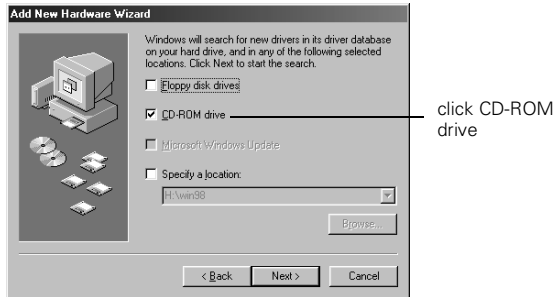 Add New Hardware Wizard
Windows will search for new drivers in its driver database
on your hard drive, and in any of the following selected
locations. Click Next to start the search.
Floppy disk drives
CD-ROM drive
click CD-ROM
drive
Microsoft Windows Update
Specify a location:
H:\win98
Browse...
< Back
Next >
Cancel